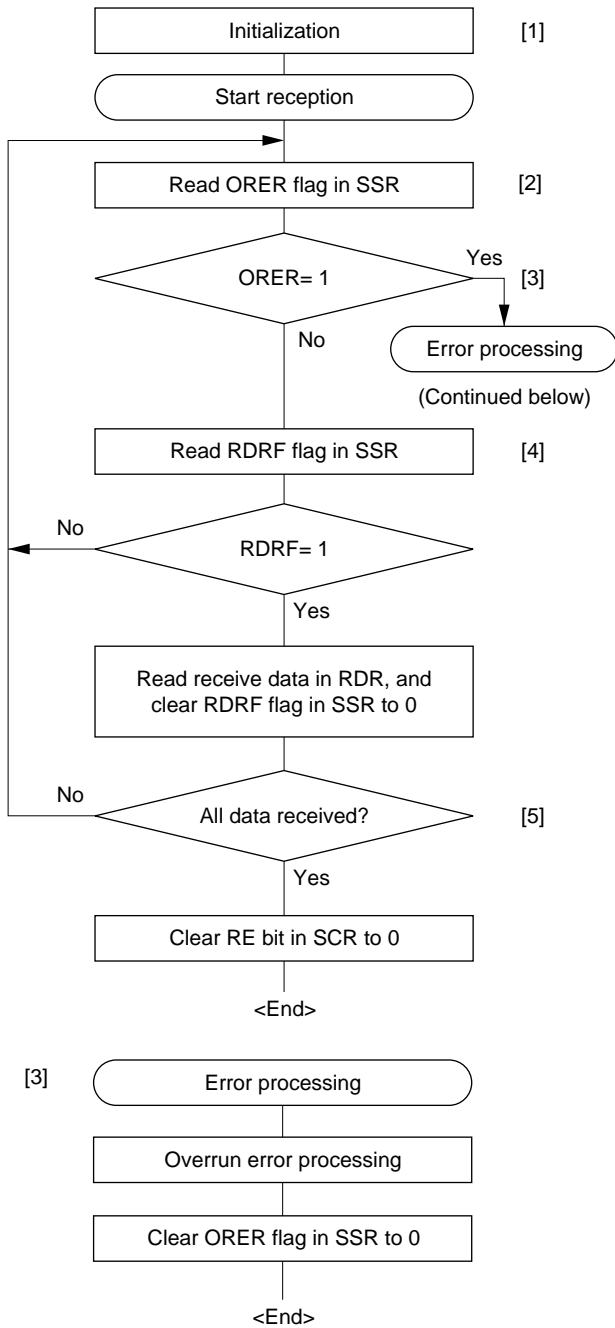 Initialization
[1]
Start reception
Read ORER flag in SSR
[2]
Yes
ORER= 1
[3]
No
Error processing
(Continued below)
Read RDRF flag in SSR
[4]
No
RDRF= 1
Yes
Read receive data in RDR, and
clear RDRF flag in SSR to 0
No
All data received?
[5]
Yes
Clear RE bit in SCR to 0
<End>
[3]
Error processing
Overrun error processing
Clear ORER flag in SSR to 0
<End>